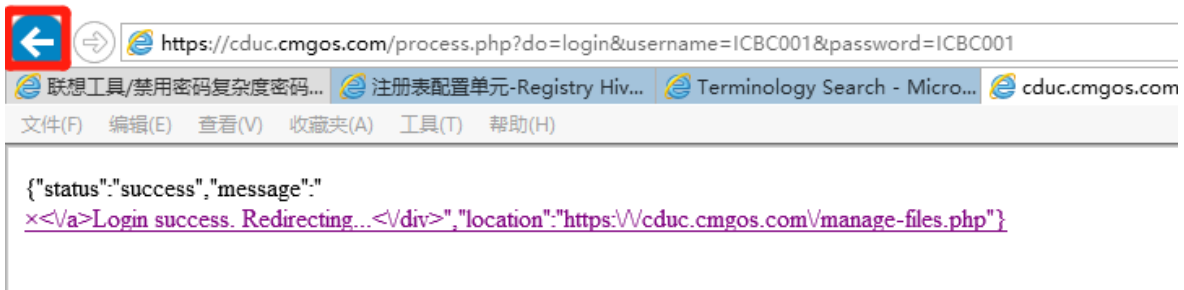 https://cduc.cmgos.com/process.php?do=login&username=ICBC001&password=ICBC001
联想工具/禁用密码复杂度密码... 注册表配置单元-Registry Hiv... Terminology Search - Micro... cduc.cmgos.com
文件(F) 编辑(E) 查看(V) 收藏夹(A) 工具(T) 帮助(H)
{"status":"success","message":"
×<\/a>Login success. Redirecting...<\/div>","location":"https:\/\/cduc.cmgos.com\/manage-files.php"}